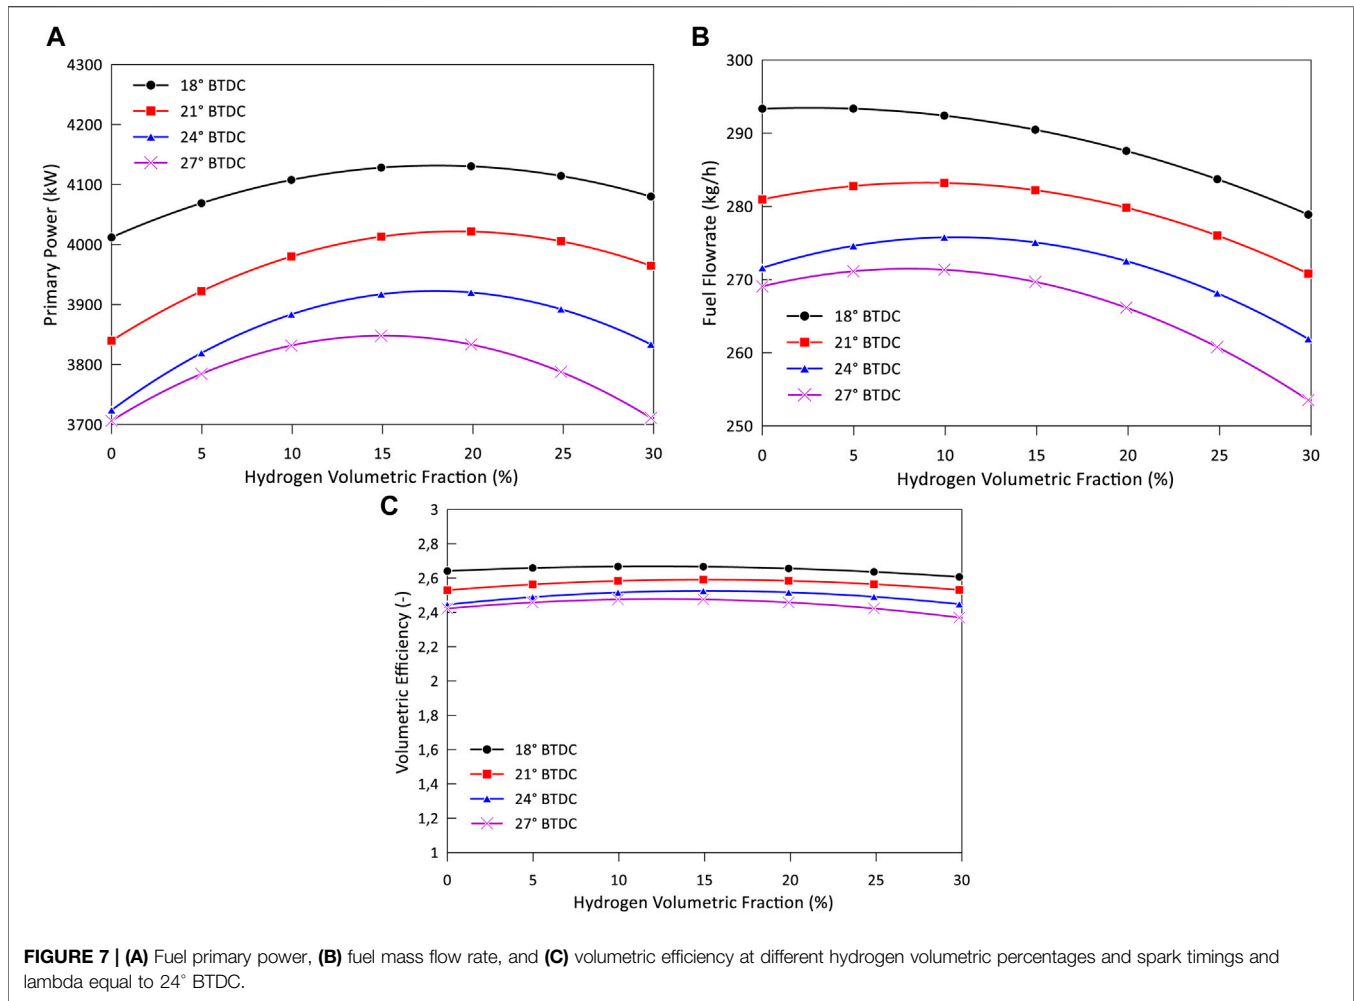 A
4300
4200
4100
4000
3900
3800
3700
Primary Power (kW)
18° BTDC
21° BTDC
24° BTDC
27° BTDC
0 5 10 15 20 25 30
Hydrogen Volumetric Fraction (%)
B
300
290
280
270
260
250
Fuel Flowrate (kg/h)
18° BTDC
21° BTDC
24° BTDC
27° BTDC
0 5 10 15 20 25 30
Hydrogen Volumetric Fraction (%)
C
3
2,8
2,6
2,4
2,2
2
1,8
1,6
1,4
1,2
1
Volumetric Efficiency (-)
18° BTDC
21° BTDC
24° BTDC
27° BTDC
0 5 10 15 20 25 30
Hydrogen Volumetric Fraction (%)
FIGURE 7 | (A) Fuel primary power, (B) fuel mass flow rate, and (C) volumetric efficiency at different hydrogen volumetric percentages and spark timings and
lambda equal to 24° BTDC.